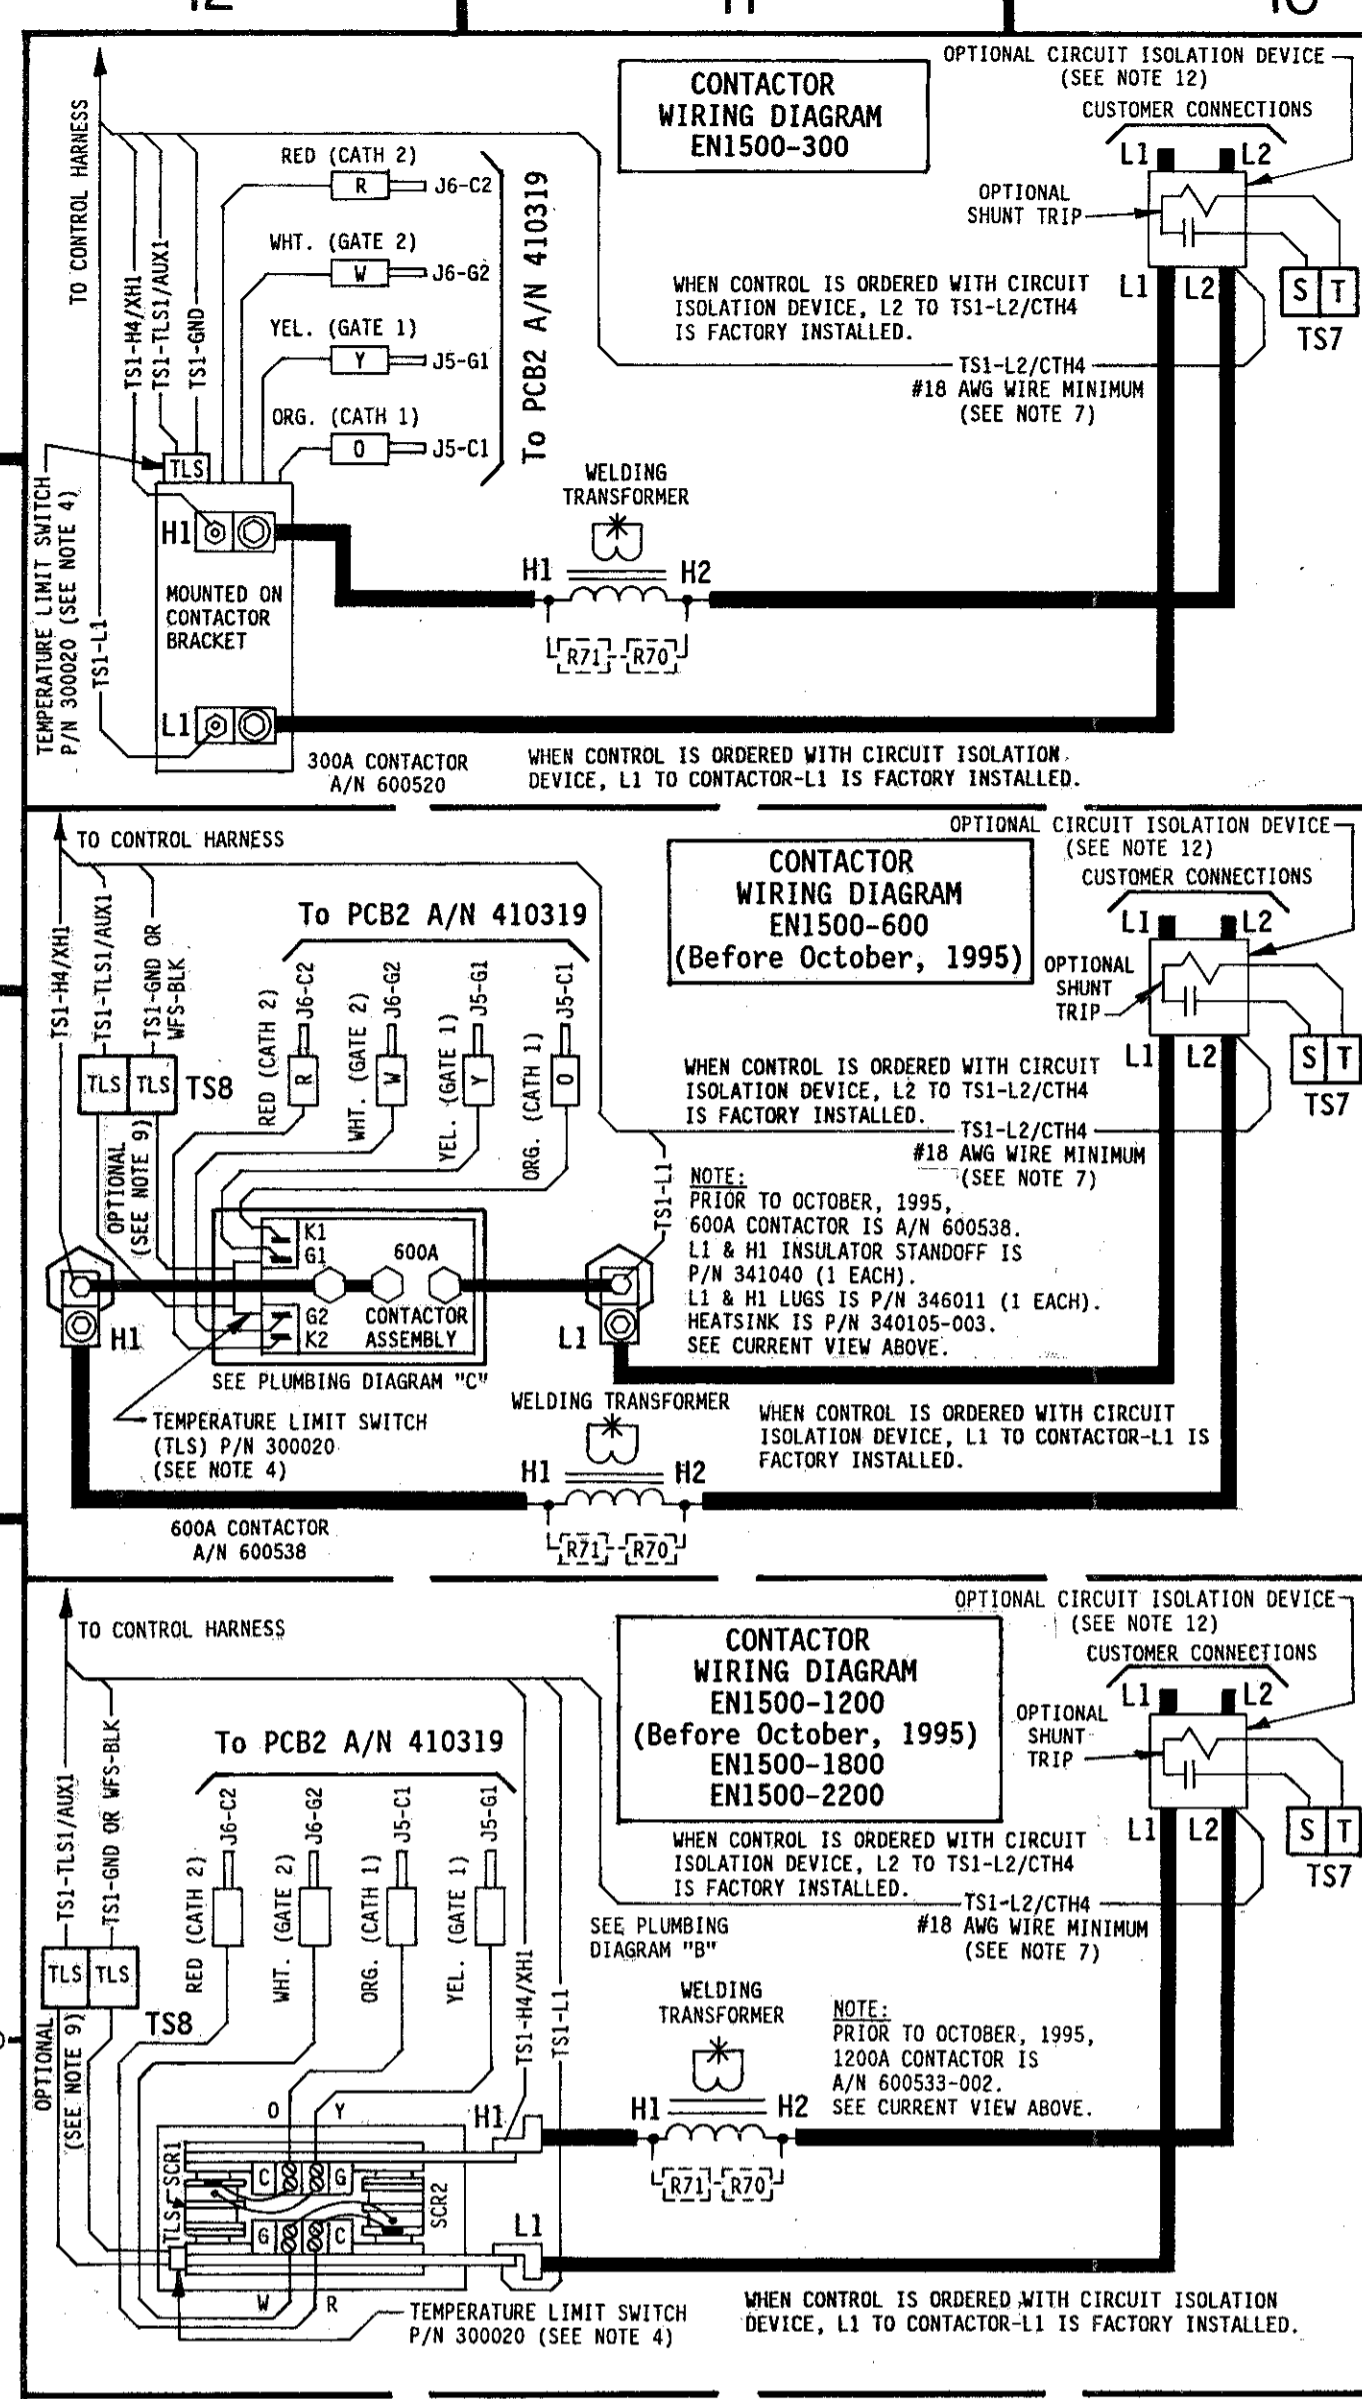 12
11
10
OPTIONAL CIRCUIT ISOLATION DEVICE
(SEE NOTE 12)
CUSTOMER CONNECTIONS
CONTACTOR
WIRING DIAGRAM
EN1500-300
TO CONTROL HARNESS
RED (CATH 2)
R
J6-C2
WHT. (GATE 2)
W
J6-G2
YEL. (GATE 1)
Y
J5-G1
ORG. (CATH 1)
O
J5-C1
To PCB2 A/N 410319
TS1-H4/XH1
TS1-TLS1/AUX1
TS1-GND
TLS
L1
L2
OPTIONAL
SHUNT TRIP
L1
L2
S
T
TS7
WHEN CONTROL IS ORDERED WITH CIRCUIT
ISOLATION DEVICE, L2 TO TS1-L2/CTH4
IS FACTORY INSTALLED.
TS1-L2/CTH4
#18 AWG WIRE MINIMUM
(SEE NOTE 7)
TEMPERATURE LIMIT SWITCH
P/N 300020 (SEE NOTE 4)
TS1-L1
H1
MOUNTED ON
CONTACTOR
BRACKET
L1
WELDING
TRANSFORMER
H1
H2
R71
R70
300A CONTACTOR
A/N 600520
WHEN CONTROL IS ORDERED WITH CIRCUIT ISOLATION
DEVICE, L1 TO CONTACTOR-L1 IS FACTORY INSTALLED.
TO CONTROL HARNESS
OPTIONAL CIRCUIT ISOLATION DEVICE
(SEE NOTE 12)
CUSTOMER CONNECTIONS
CONTACTOR
WIRING DIAGRAM
EN1500-600
(Before October, 1995)
To PCB2 A/N 410319
TS1-H4/XH1
TS1-TLS1/AUX1
TS1-GND OR
WFS-BLK
TLS
TLS
TS8
OPTIONAL
(SEE NOTE 9)
RED (CATH 2)
R
J6-C2
WHT. (GATE 2)
W
J6-G2
YEL. (GATE 1)
Y
J5-G1
ORG. (CATH 1)
O
J5-C1
L1
L2
OPTIONAL
SHUNT
TRIP
L1
L2
S
T
TS7
WHEN CONTROL IS ORDERED WITH CIRCUIT
ISOLATION DEVICE, L2 TO TS1-L2/CTH4
IS FACTORY INSTALLED.
TS1-L2/CTH4
#18 AWG WIRE MINIMUM
(SEE NOTE 7)
TS1-L1
NOTE:
PRIOR TO OCTOBER, 1995,
600A CONTACTOR IS A/N 600538.
L1 & H1 INSULATOR STANDOFF IS
P/N 341040 (1 EACH).
L1 & H1 LUGS IS P/N 346011 (1 EACH).
HEATSINK IS P/N 340105-003.
SEE CURRENT VIEW ABOVE.
K1
G1
600A
G2
K2
CONTACTOR
ASSEMBLY
H1
L1
SEE PLUMBING DIAGRAM "C"
TEMPERATURE LIMIT SWITCH
(TLS) P/N 300020
(SEE NOTE 4)
WELDING TRANSFORMER
H1
H2
R71
R70
WHEN CONTROL IS ORDERED WITH CIRCUIT
ISOLATION DEVICE, L1 TO CONTACTOR-L1 IS
FACTORY INSTALLED.
600A CONTACTOR
A/N 600538
TO CONTROL HARNESS
OPTIONAL CIRCUIT ISOLATION DEVICE
(SEE NOTE 12)
CUSTOMER CONNECTIONS
CONTACTOR
WIRING DIAGRAM
EN1500-1200
(Before October, 1995)
EN1500-1800
EN1500-2200
To PCB2 A/N 410319
TS1-TLS1/AUX1
TS1-GND OR WFS-BLK
TLS
TLS
TS8
OPTIONAL
(SEE NOTE 9)
RED (CATH 2)
J6-C2
WHT. (GATE 2)
J6-G2
ORG. (CATH 1)
J5-C1
YEL. (GATE 1)
J5-G1
TS1-H4/XH1
TS1-L1
L1
L2
OPTIONAL
SHUNT
TRIP
L1
L2
S
T
TS7
WHEN CONTROL IS ORDERED WITH CIRCUIT
ISOLATION DEVICE, L2 TO TS1-L2/CTH4
IS FACTORY INSTALLED.
TS1-L2/CTH4
#18 AWG WIRE MINIMUM
(SEE NOTE 7)
SEE PLUMBING
DIAGRAM "B"
WELDING
TRANSFORMER
H1
H2
R71
R70
NOTE:
PRIOR TO OCTOBER, 1995,
1200A CONTACTOR IS
A/N 600533-002.
SEE CURRENT VIEW ABOVE.
O
Y
H1
SCR1
TLS
C
G
G
C
SCR2
L1
W
R
TEMPERATURE LIMIT SWITCH
P/N 300020 (SEE NOTE 4)
WHEN CONTROL IS ORDERED WITH CIRCUIT ISOLATION
DEVICE, L1 TO CONTACTOR-L1 IS FACTORY INSTALLED.